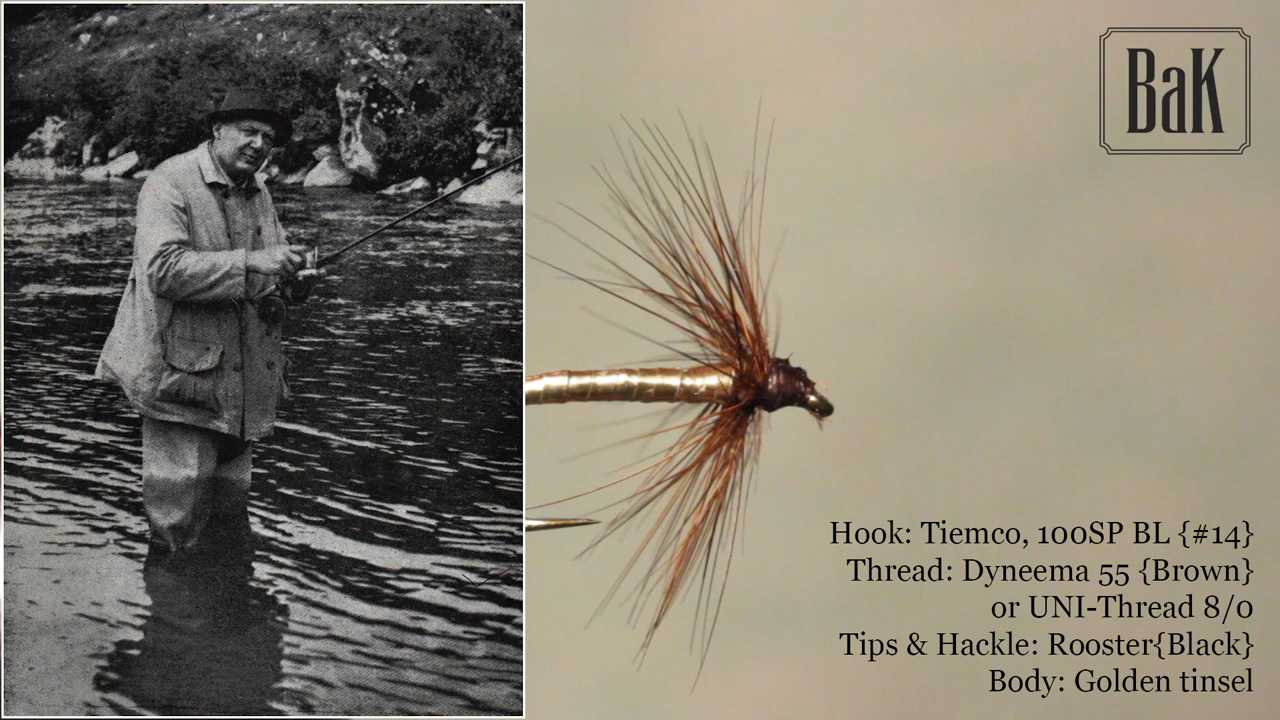 BaK
Hook: Tiemco, 100SP BL {#14}
Thread: Dyneema 55 {Brown}
or UNI-Thread 8/0
Tips & Hackle: Rooster{Black}
Body: Golden tinsel